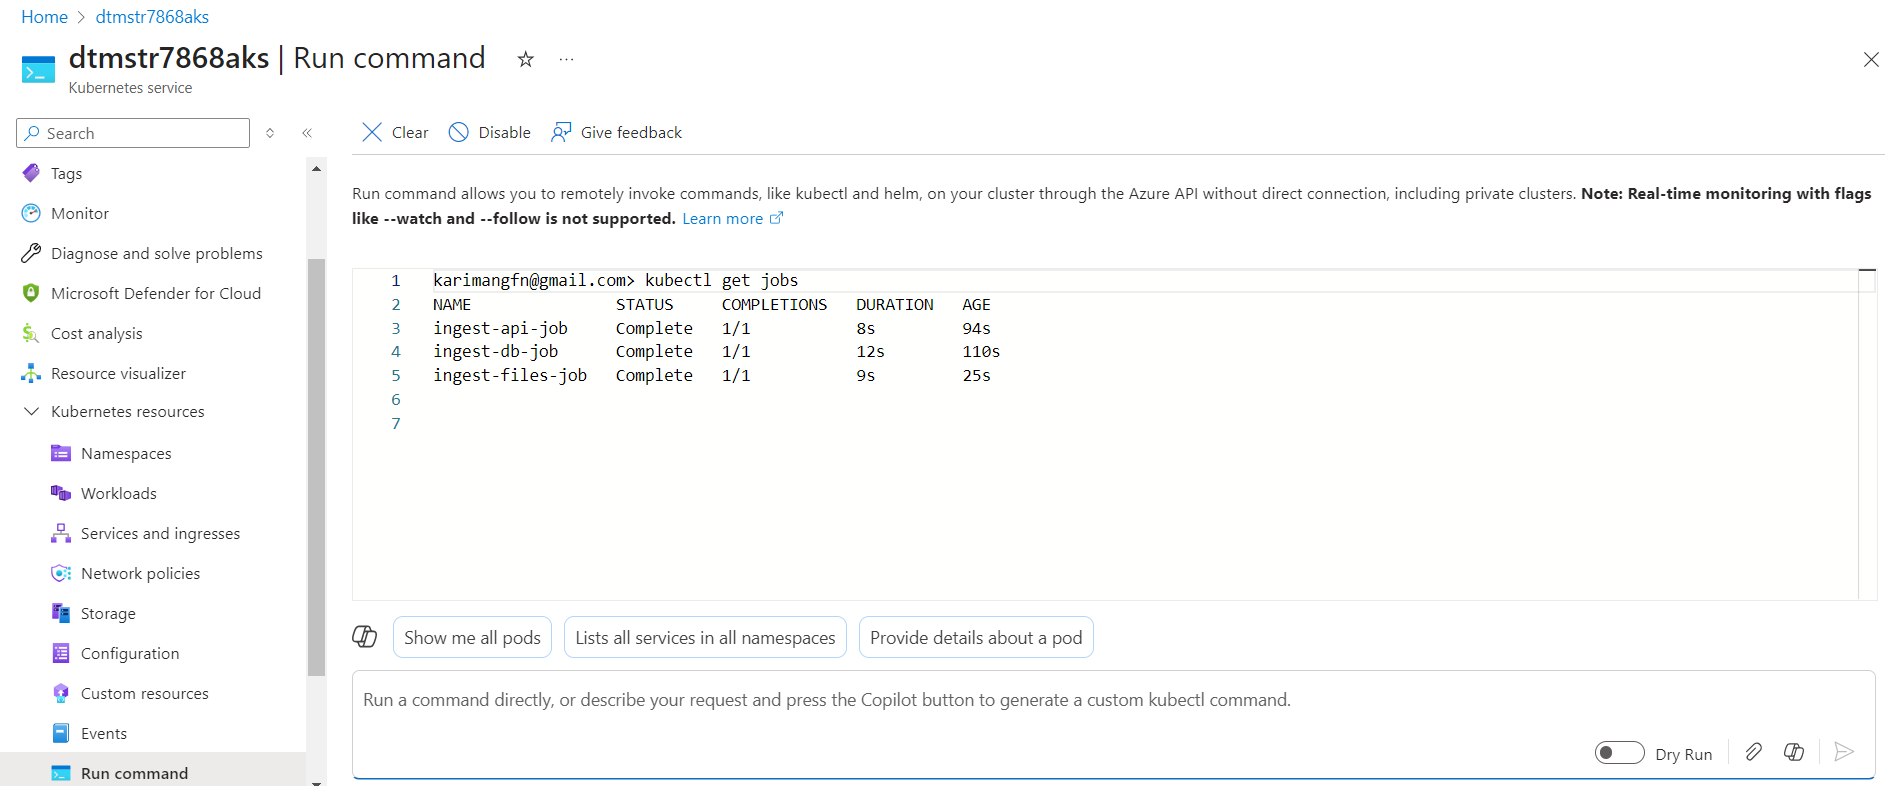 Home > dtmstr7868aks
dtmstr7868aks | Run command
Kubernetes service
Search
Tags
Monitor
Diagnose and solve problems
Microsoft Defender for Cloud
Cost analysis
Resource visualizer
Kubernetes resources
Namespaces
Workloads
Services and ingresses
Network policies
Storage
Configuration
Custom resources
Events
Run command
Clear Disable Give feedback
Run command allows you to remotely invoke commands, like kubectl and helm, on your cluster through the Azure API without direct connection, including private clusters. Note: Real-time monitoring with flags
like --watch and --follow is not supported. Learn more
1 karimangfn@gmail.com> kubectl get jobs
2 NAME STATUS COMPLETIONS DURATION AGE
3 ingest-api-job Complete 1/1 8s 94s
4 ingest-db-job Complete 1/1 12s 110s
5 ingest-files-job Complete 1/1 9s 25s
6
7
Show me all pods Lists all services in all namespaces Provide details about a pod
Run a command directly, or describe your request and press the Copilot button to generate a custom kubectl command.
Dry Run